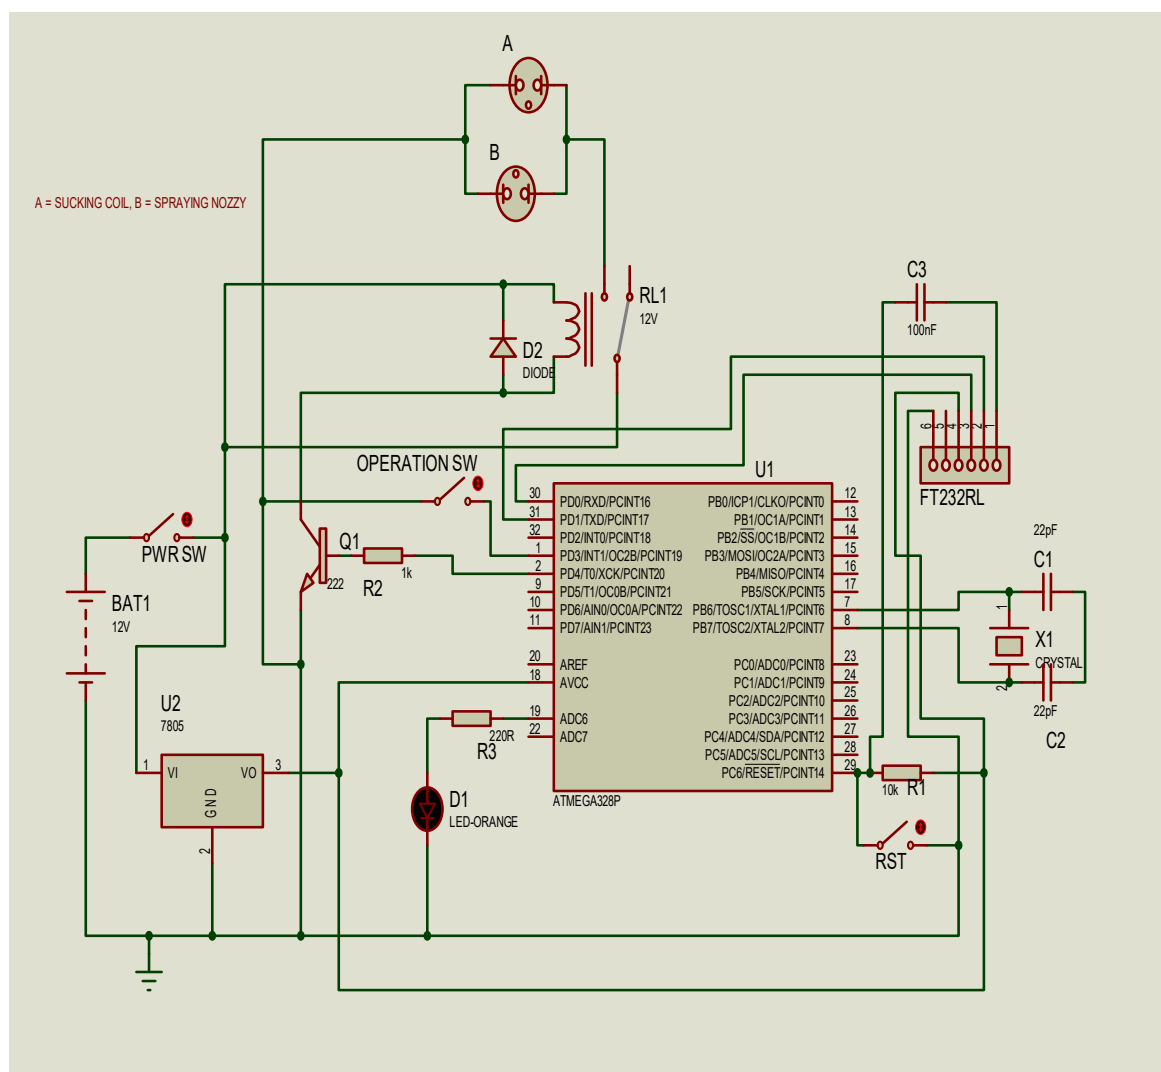 A
B
A = SUCKING COIL, B = SPRAYING NOZZY
C3
100nF
RL1
12V
D2
DIODE
6
5
4
3
2
1
FT232RL
OPERATION SW
U1
30 PD0/RXD/PCINT16 PB0/ICP1/CLKO/PCINT0 12
31 PD1/TXD/PCINT17 PB1/OC1A/PCINT1 13
32 PD2/INT0/PCINT18 PB2/SS/OC1B/PCINT2 14
1 PD3/INT1/OC2B/PCINT19 PB3/MOSI/OC2A/PCINT3 15
2 PD4/T0/XCK/PCINT20 PB4/MISO/PCINT4 16
9 PD5/T1/OC0B/PCINT21 PB5/SCK/PCINT5 17
10 PD6/AIN0/OC0A/PCINT22 PB6/TOSC1/XTAL1/PCINT6 7
11 PD7/AIN1/PCINT23 PB7/TOSC2/XTAL2/PCINT7 8
20 AREF PC0/ADC0/PCINT8 23
18 AVCC PC1/ADC1/PCINT9 24
PC2/ADC2/PCINT10 25
19 ADC6 PC3/ADC3/PCINT11 26
22 ADC7 PC4/ADC4/SDA/PCINT12 27
PC5/ADC5/SCL/PCINT13 28
PC6/RESET/PCINT14 29
ATMEGA328P
PWR SW
Q1
222
R2
1k
BAT1
12V
22pF
C1
1
X1
CRYSTAL
2
22pF
C2
U2
7805
1 VI VO 3
GND
2
220R
R3
D1
LED-ORANGE
10k
R1
RST